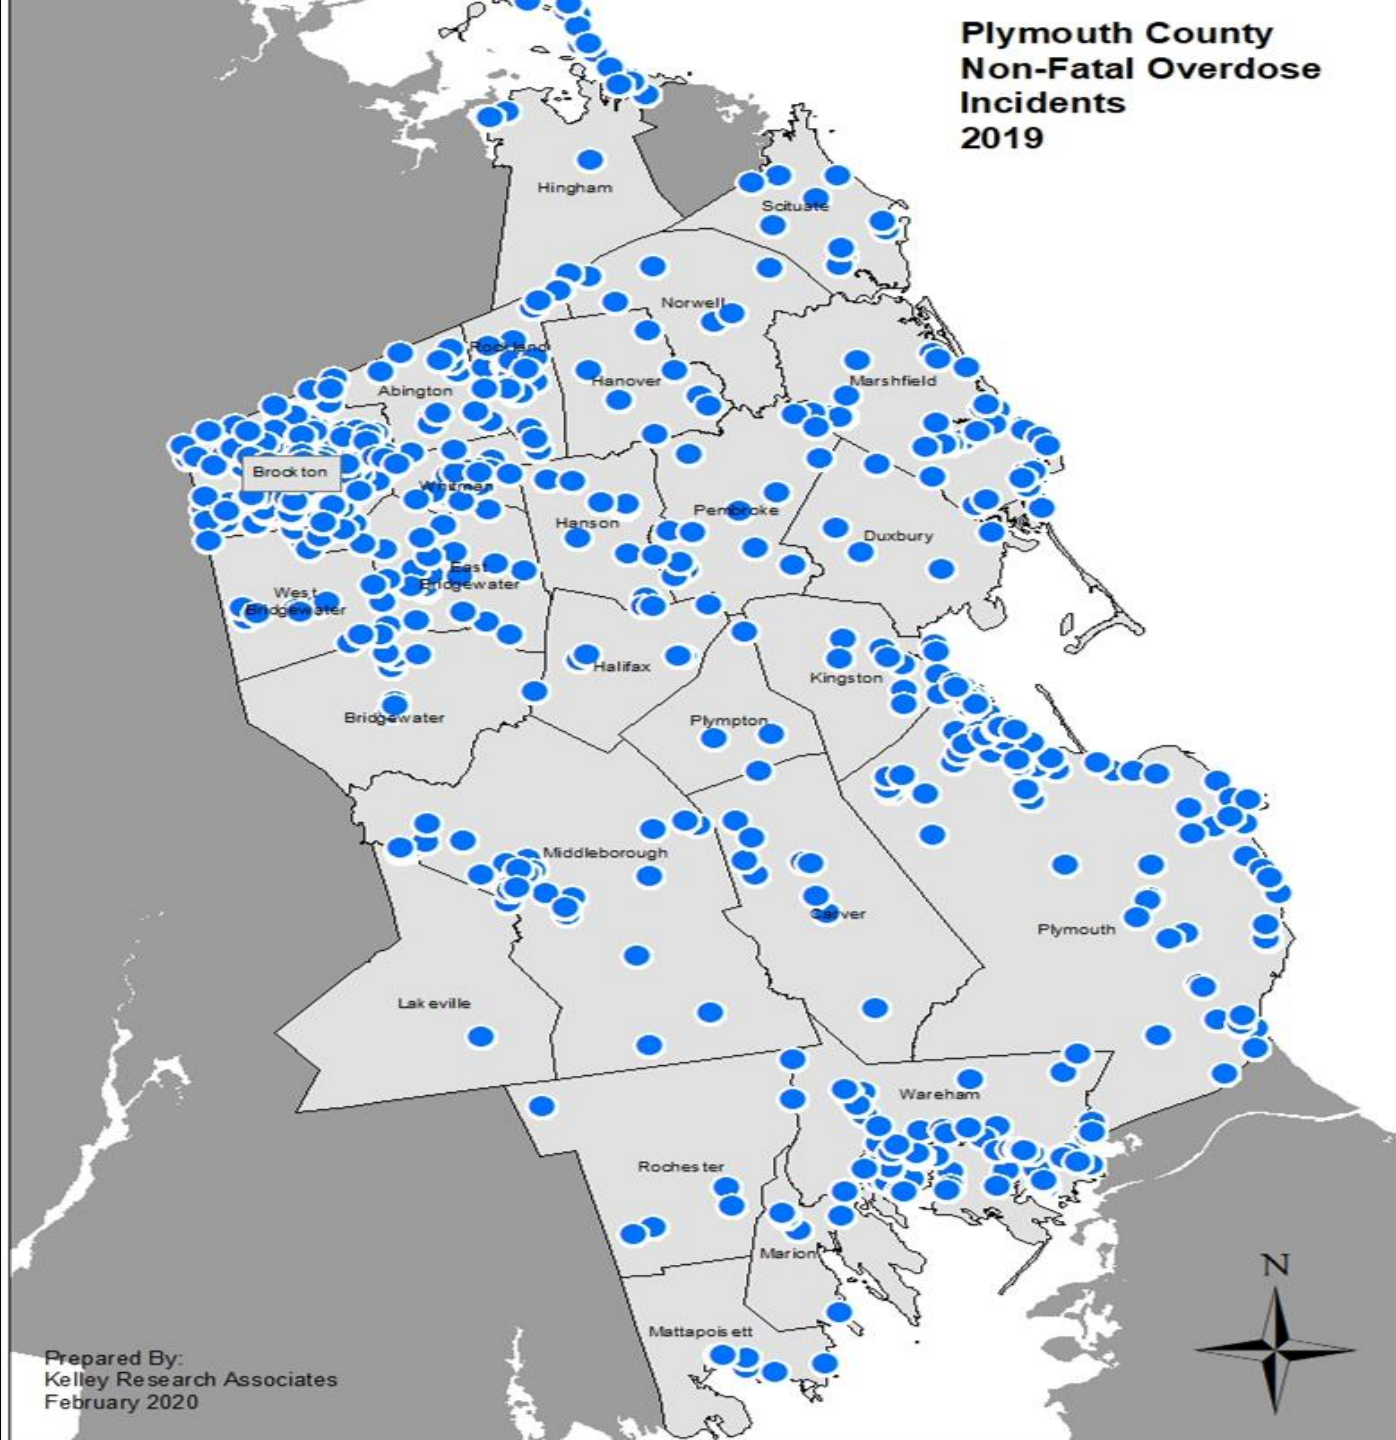 Plymouth County
Non-Fatal Overdose
Incidents
2019
Hingham
Scituate
Norwell
Rockland
Abington
Hanover
Marshfield
Brockton
Whitman
Hanson
Pembroke
Duxbury
East
Bridgewater
West
Bridgewater
Halifax
Kingston
Bridgewater
Plympton
Middleborough
Carver
Plymouth
Lakeville
Wareham
Rochester
Marion
Mattapoisett
N
Prepared By:
Kelley Research Associates
February 2020